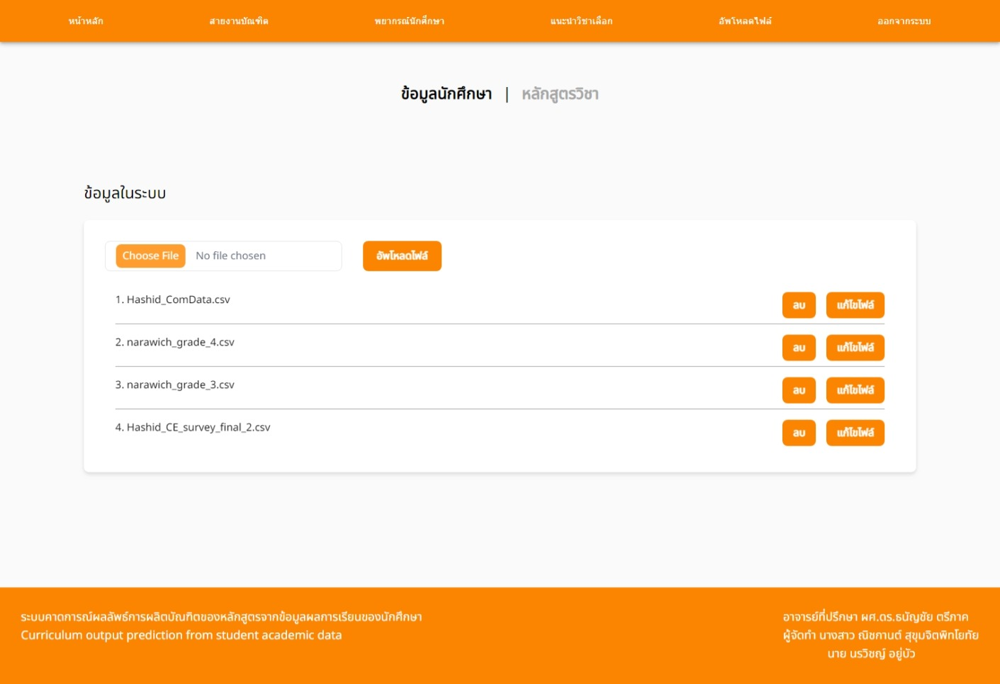 หน้าหลัก สายงานบัณฑิต พยากรณ์นักศึกษา แนะนำวิชาเลือก อัพโหลดไฟล์ ออกจากระบบ
ข้อมูลนักศึกษา | หลักสูตรวิชา
ข้อมูลในระบบ
Choose File No file chosen อัพโหลดไฟล์
1. Hashid_ComData.csv ลบ แก้ไขไฟล์
2. narawich_grade_4.csv ลบ แก้ไขไฟล์
3. narawich_grade_3.csv ลบ แก้ไขไฟล์
4. Hashid_CE_survey_final_2.csv ลบ แก้ไขไฟล์
ระบบคาดการณ์ผลลัพธ์การผลิตบัณฑิตของหลักสูตรจากข้อมูลผลการเรียนของนักศึกษา
Curriculum output prediction from student academic data
อาจารย์ที่ปรึกษา ผศ.ดร.ธนัญชัย ตรีภาค
ผู้จัดทำ นางสาว ณิชกานต์ สุขุมจิตพิทโยทัย
นาย นรวิชญ์ อยู่บัว